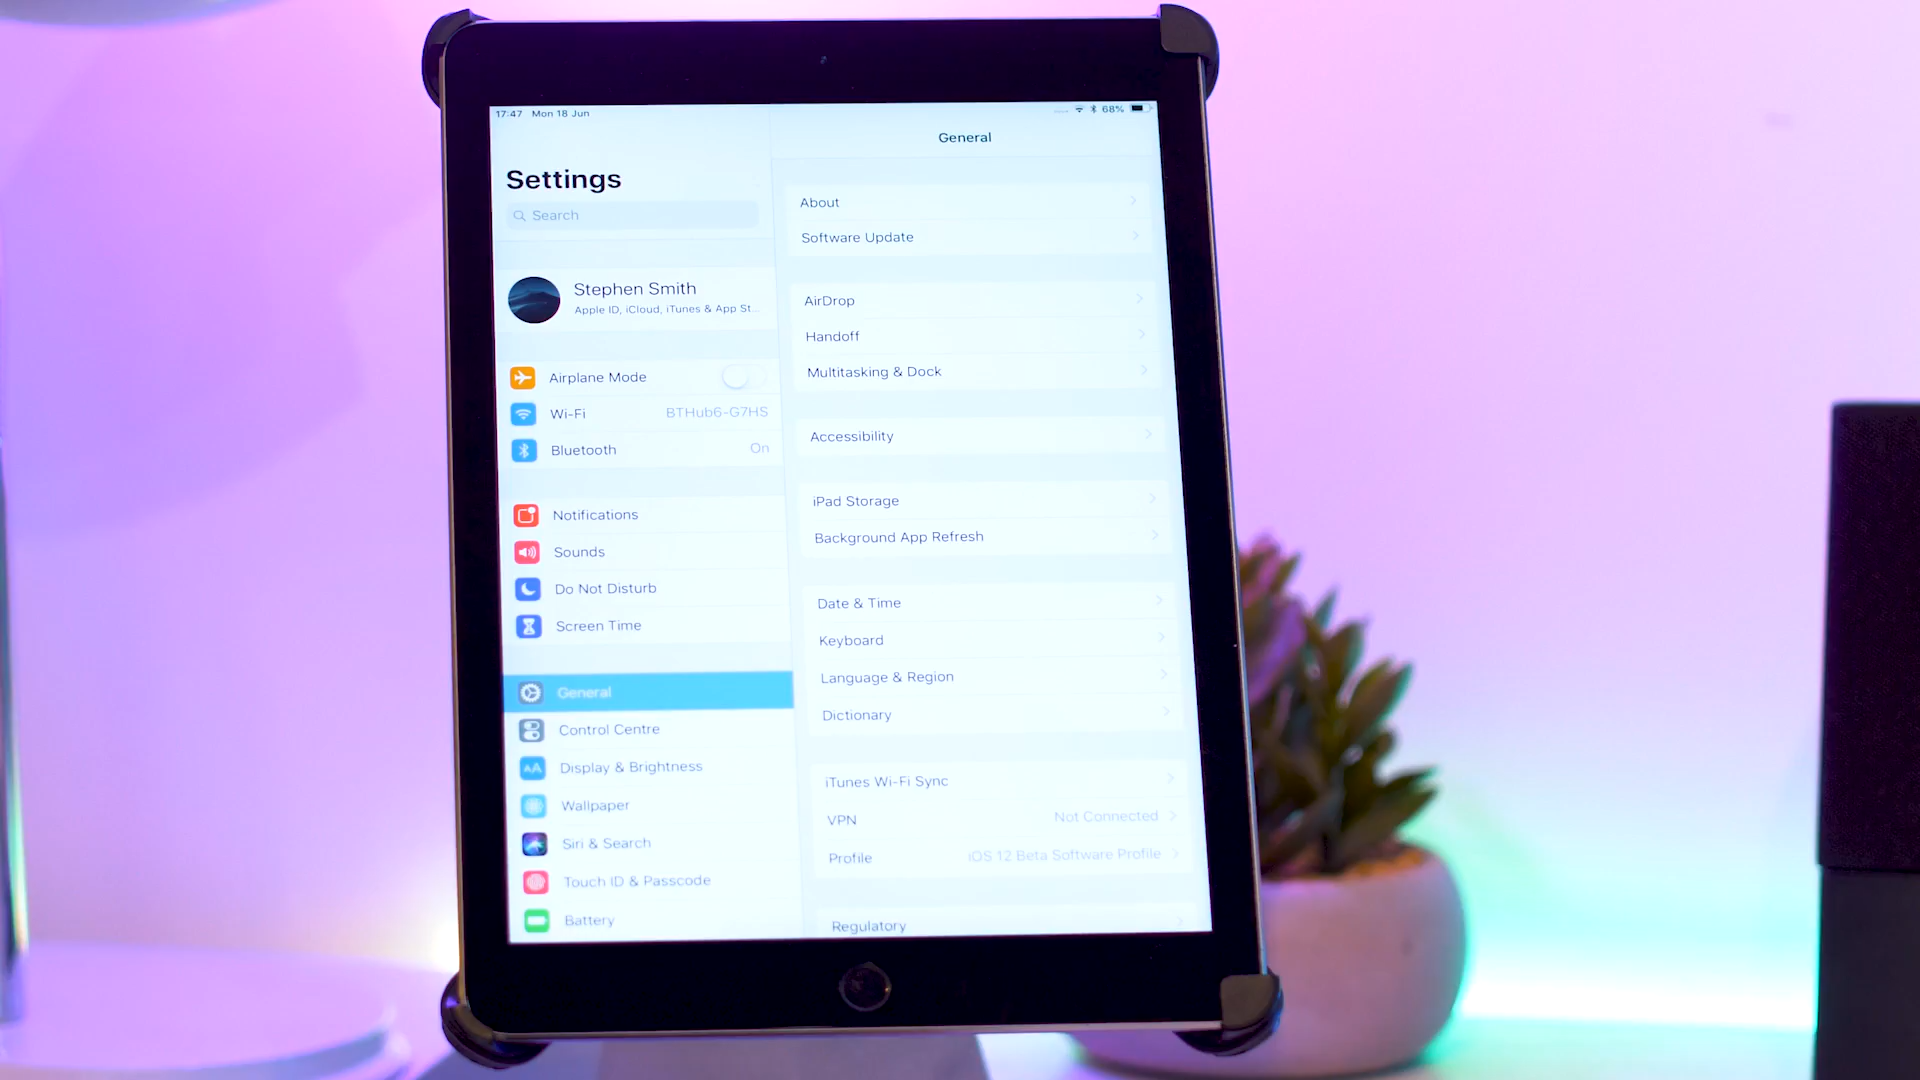 17:47 Mon 18 Jun
68%
Settings
Search
Stephen Smith
Apple ID, iCloud, iTunes & App St...
Airplane Mode
Wi-Fi BTHub6-G7HS
Bluetooth On
Notifications
Sounds
Do Not Disturb
Screen Time
General
Control Centre
AA Display & Brightness
Wallpaper
Siri & Search
Touch ID & Passcode
Battery
General
About
Software Update
AirDrop
Handoff
Multitasking & Dock
Accessibility
iPad Storage
Background App Refresh
Date & Time
Keyboard
Language & Region
Dictionary
iTunes Wi-Fi Sync
VPN Not Connected
Profile iOS 12 Beta Software Profile
Regulatory